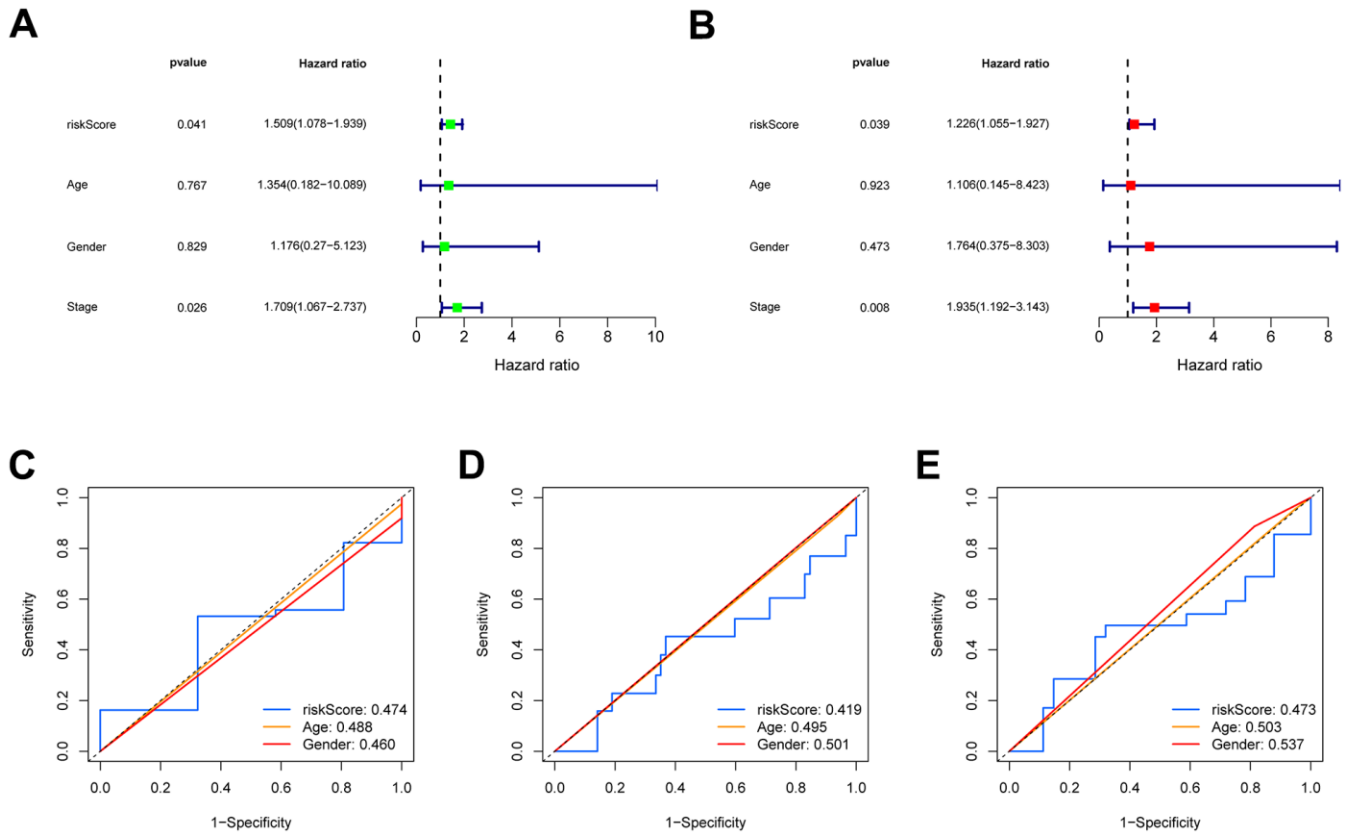 A
pvalue Hazard ratio
riskScore 0.041 1.509(1.078−1.939)
Age 0.767 1.354(0.182−10.089)
Gender 0.829 1.176(0.27−5.123)
Stage 0.026 1.709(1.067−2.737)
0 2 4 6 8 10
Hazard ratio
B
pvalue Hazard ratio
riskScore 0.039 1.226(1.055−1.927)
Age 0.923 1.106(0.145−8.423)
Gender 0.473 1.764(0.375−8.303)
Stage 0.008 1.935(1.192−3.143)
0 2 4 6 8
Hazard ratio
C
Sensitivity
0.0 0.2 0.4 0.6 0.8 1.0
riskScore: 0.474
Age: 0.488
Gender: 0.460
0.0 0.2 0.4 0.6 0.8 1.0
1−Specificity
D
Sensitivity
0.0 0.2 0.4 0.6 0.8 1.0
riskScore: 0.419
Age: 0.495
Gender: 0.501
0.0 0.2 0.4 0.6 0.8 1.0
1−Specificity
E
Sensitivity
0.0 0.2 0.4 0.6 0.8 1.0
riskScore: 0.473
Age: 0.503
Gender: 0.537
0.0 0.2 0.4 0.6 0.8 1.0
1−Specificity